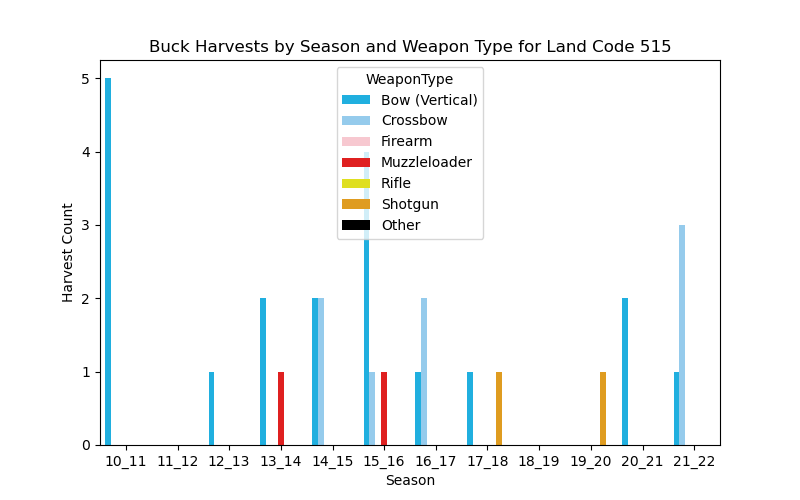 Buck Harvests by Season and Weapon Type for Land Code 515
WeaponType
Bow (Vertical)
Crossbow
Firearm
Muzzleloader
Rifle
Shotgun
Other
Harvest Count
5
4
3
2
1
0
10_11 11_12 12_13 13_14 14_15 15_16 16_17 17_18 18_19 19_20 20_21 21_22
Season